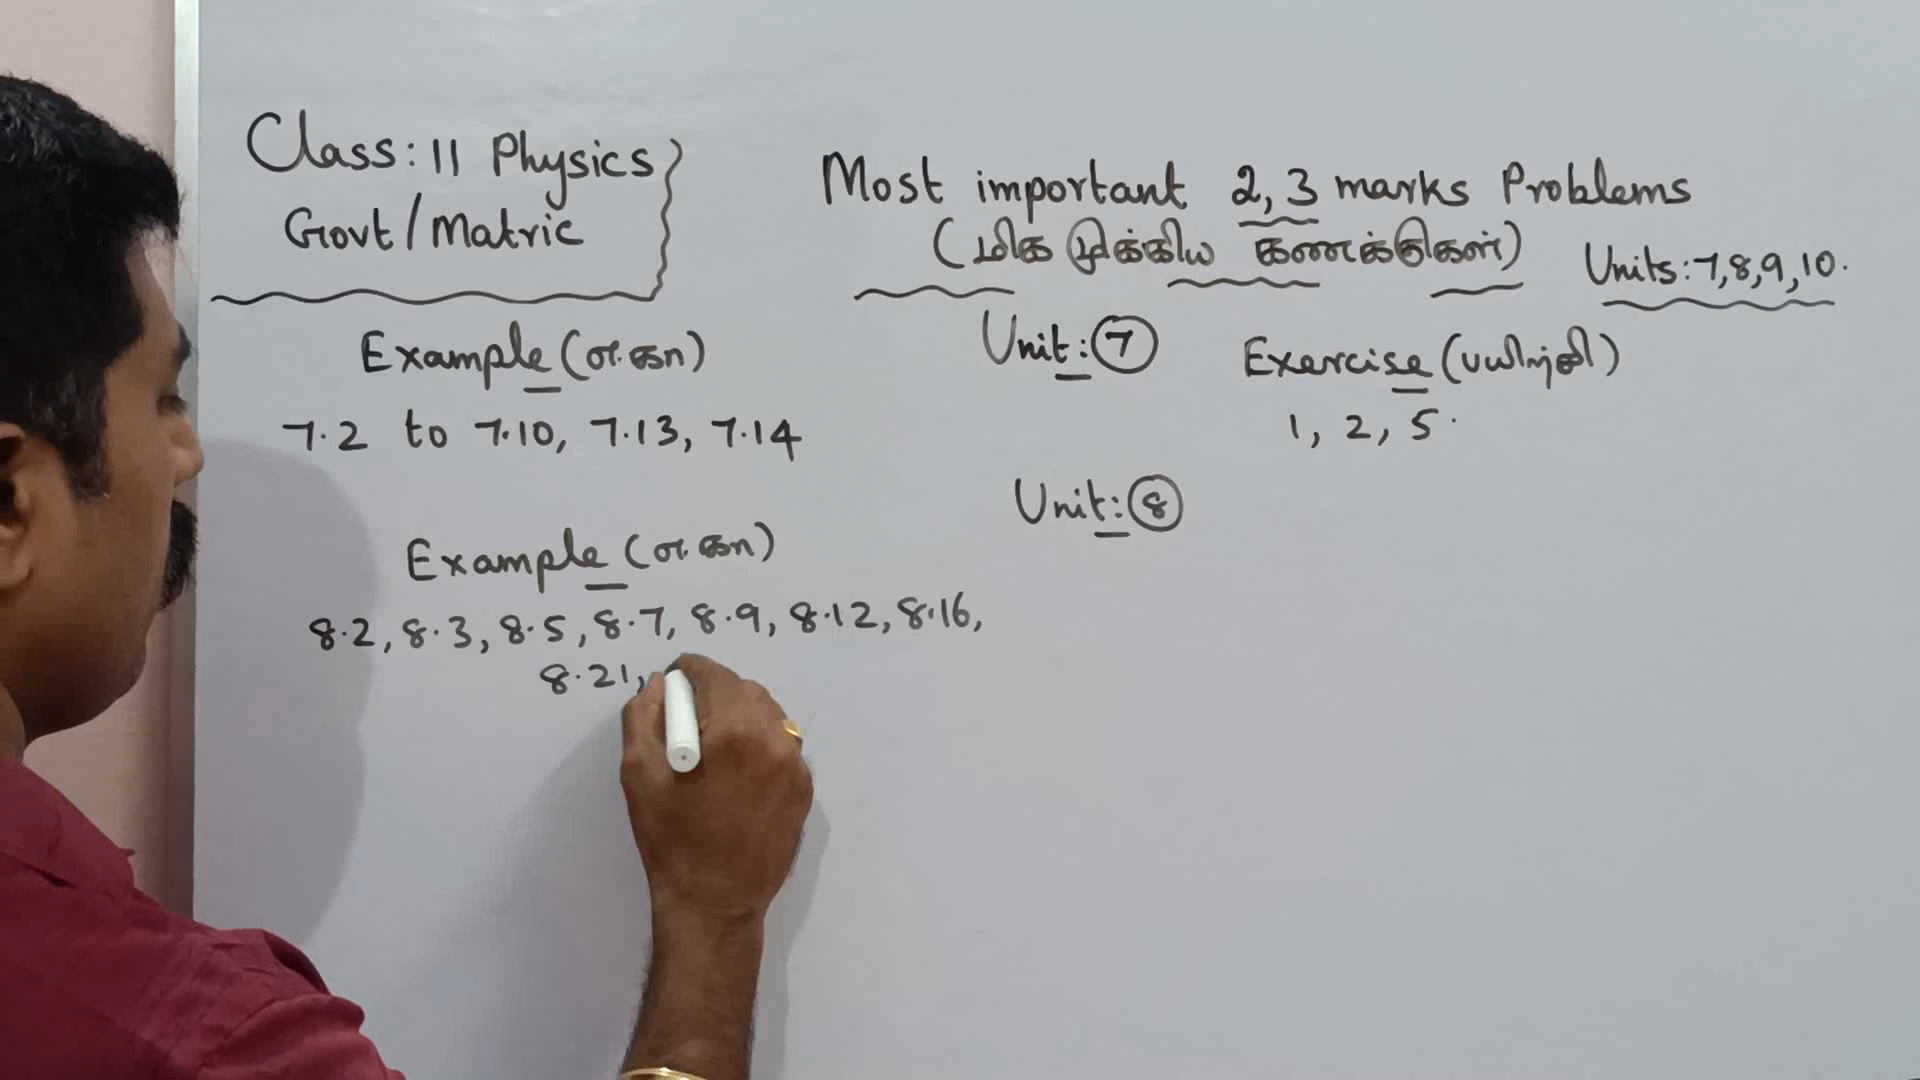 Class: 11 Physics
Govt/Matric
Most important 2, 3 marks Problems
(மிக முக்கிய கணக்குகள்)
Units: 7, 8, 9, 10.
Unit: 7
Example (எ.கா)
7.2 to 7.10, 7.13, 7.14
Exercise (பயிற்சி)
1, 2, 5.
Unit: 8
Example (எ.கா)
8.2, 8.3, 8.5, 8.7, 8.9, 8.12, 8.16,
8.21,